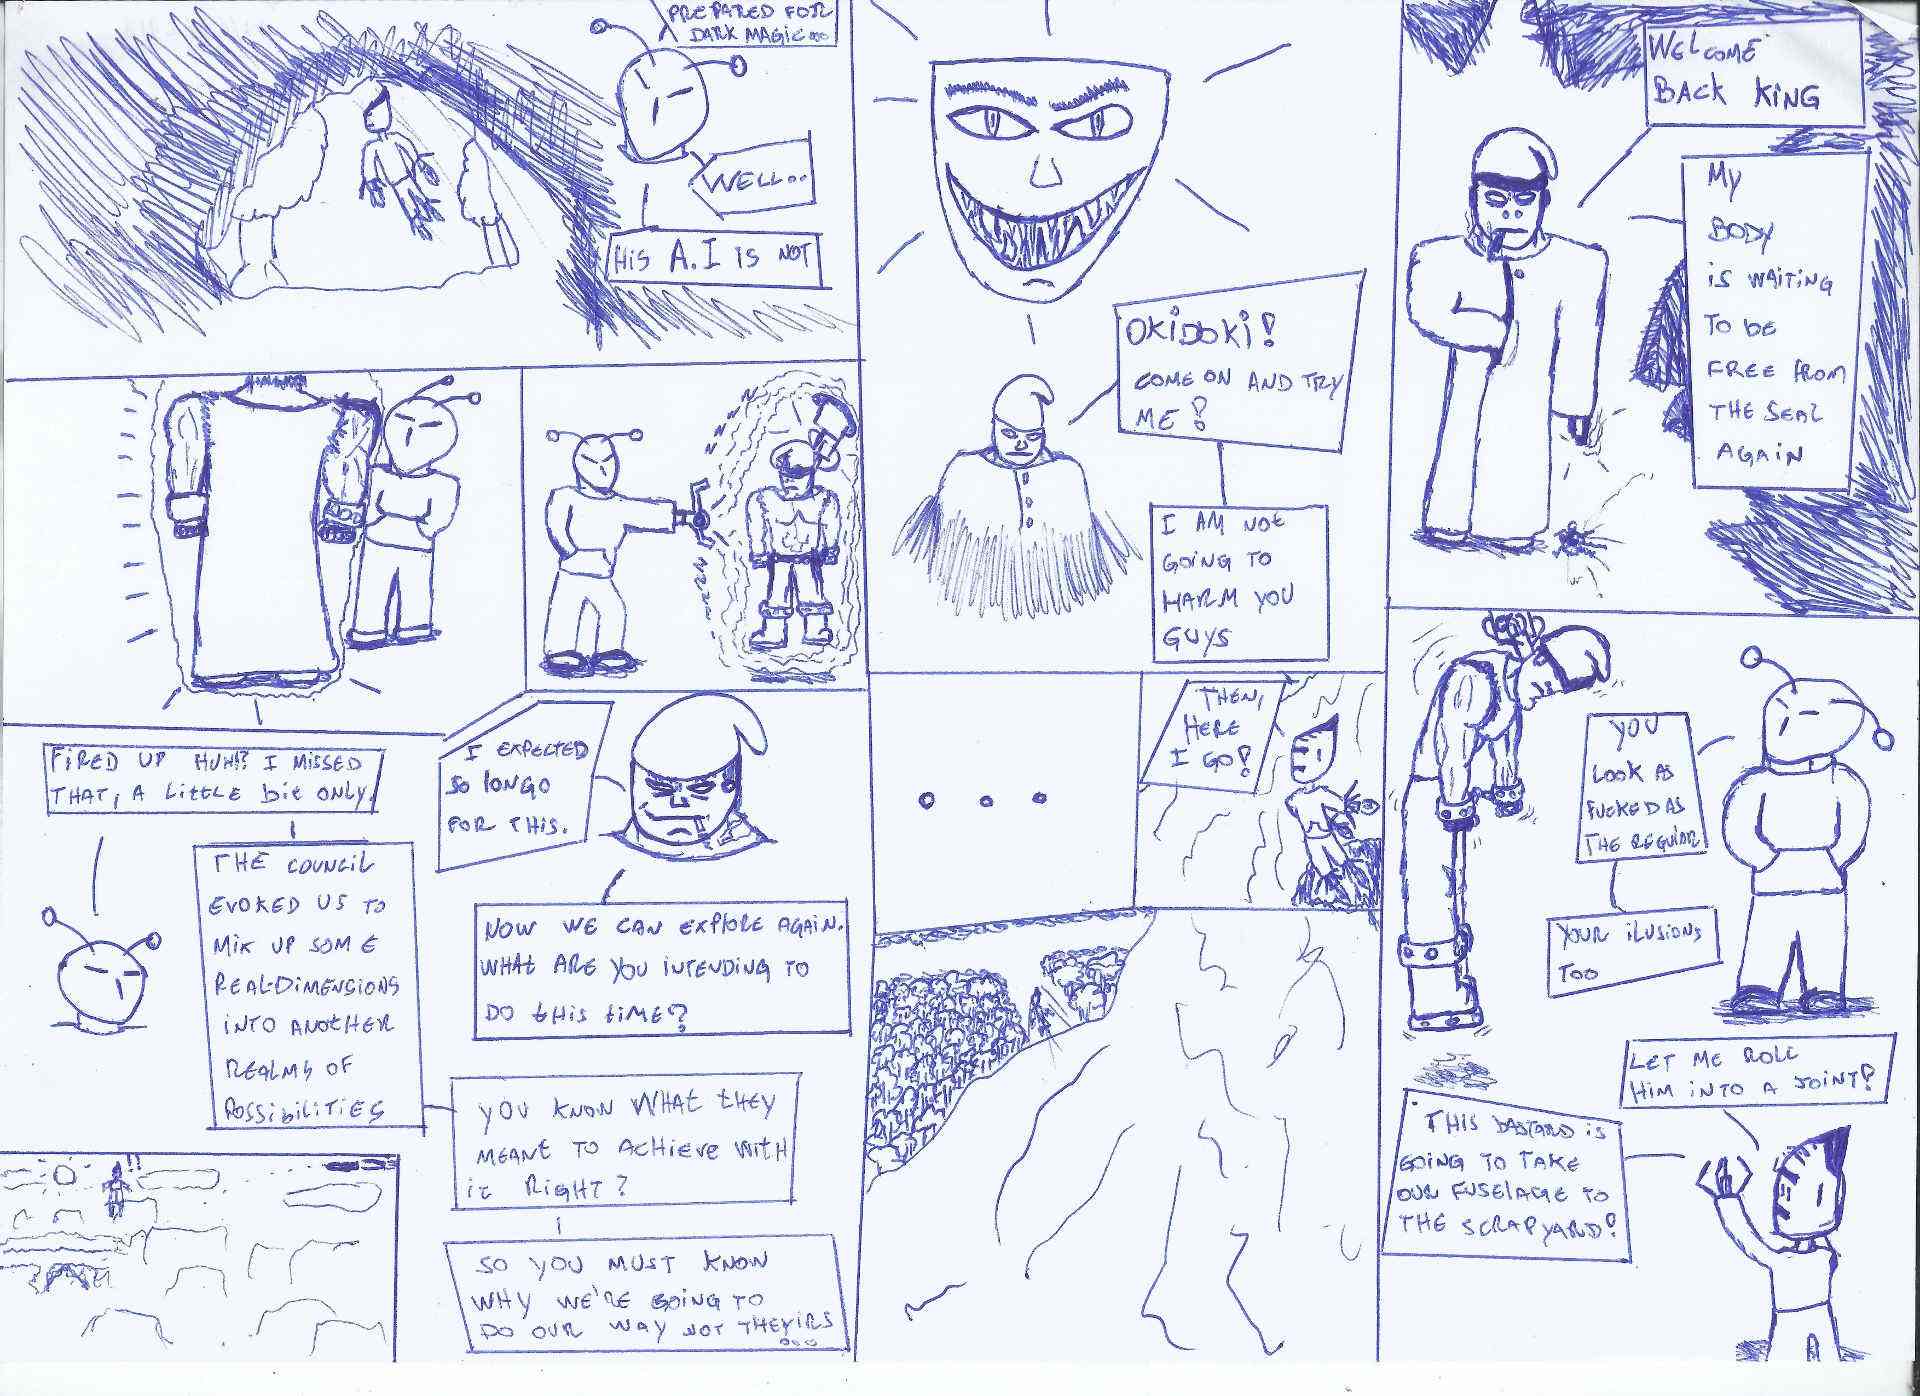 PREPARED FOR
DARK MAGIC...
WELL..
HiS A.I IS NOT
FiRED UP HUH!? I MISSED
THAT, A LittLE bit ONLY.
THE COUNCIL
EVOKED US TO
MIX UP SOME
REAL-DIMENSIONS
iNTO ANOtHER
REALMS OF
POSSIBILITIES
I EXPECTED
SO lONGO
FOR THIS.
NOW WE CAN EXPlORE AGAIN.
WHAt ARE YOU iNtENDING TO
DO tHIS tiME?
YOU KNOW WHAT tHEY
MEANT TO ACHIEVE WitH
it RiGHT?
SO YOU MUST KNOW
WHY WE'RE GOING TO
DO OUR WAY NOT THEYiRS
...
!!
OKiDOKi!
COME ON AND TRY
ME!
I AM NOt
GOiNG TO
HARM YOU
GUYS
. . .
THEN,
HERE
I GO!
WELCOME
BACK KiNG
MY
BODY
iS WAiTiNG
TO bE
FREE FROM
THE SEAL
AGAiN
YOU
LOOK AS
FUCKED AS
THE REGULAR
YOUR iLUSIONS
TOO
LET ME ROLL
HiM iNTO A JOINT!
THIS BASTARD iS
GOING TO TAKE
OUR FUSElAGE TO
THE SCRAPYARD!